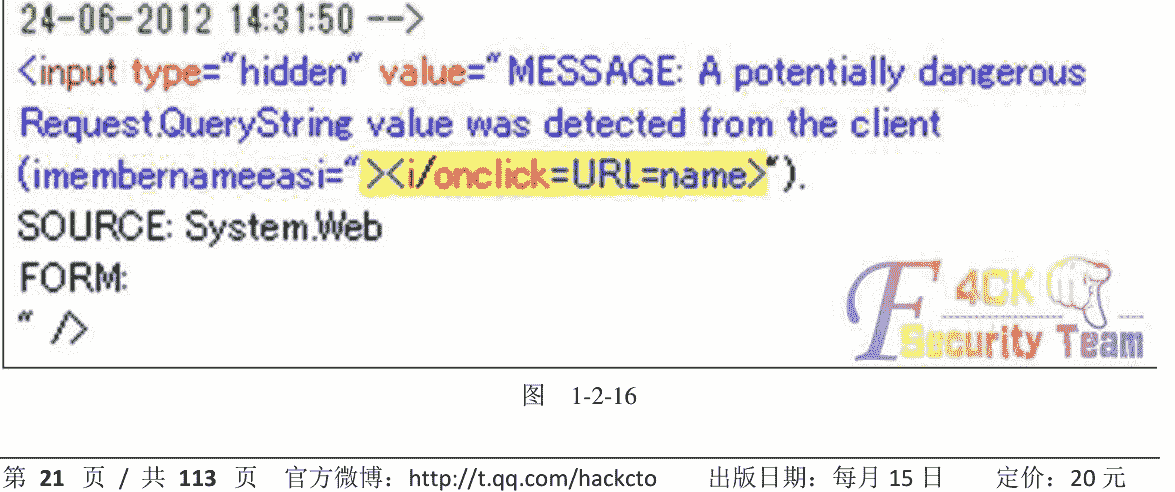 24-06-2012 14:31:50 -->
<input type="hidden" value="MESSAGE: A potentially dangerous
Request.QueryString value was detected from the client
(imembernameeasi="><i/onclick=URL=name>").
SOURCE: System.Web
FORM:
" />
F4CK
Security Team
图 1-2-16
第 21 页 / 共 113 页 官方微博：http://t.qq.com/hackcto 出版日期：每月 15 日 定价：20 元